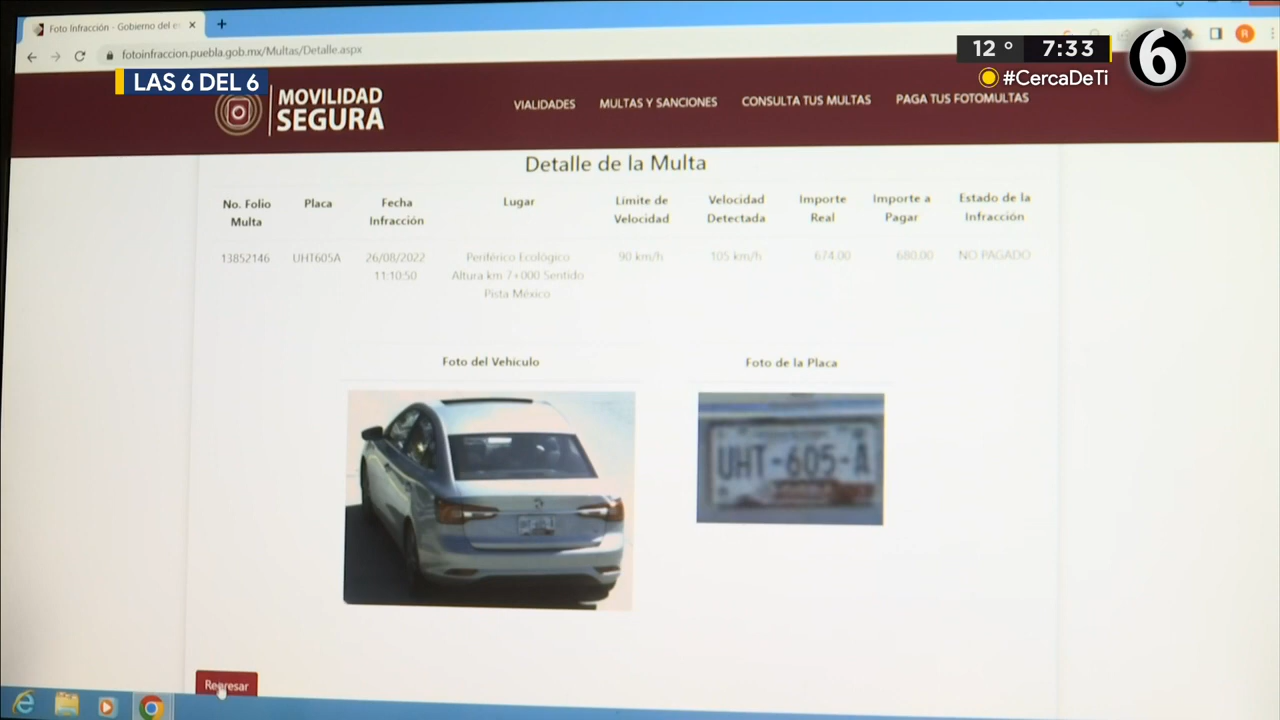 Foto Infracción - Gobierno del e
fotoinfraccion.puebla.gob.mx/Multas/Detalle.aspx
12 °
7:33
6
#CercaDeTi
LAS 6 DEL 6
MOVILIDAD
SEGURA
VIALIDADES
MULTAS Y SANCIONES
CONSULTA TUS MULTAS
PAGA TUS FOTOMULTAS
Detalle de la Multa
No. Folio
Multa
Placa
Fecha
Infracción
Lugar
Límite de
Velocidad
Velocidad
Detectada
Importe
Real
Importe a
Pagar
Estado de la
Infracción
13852146
UHT605A
26/08/2022
11:10:50
Periférico Ecológico
Altura km 7+000 Sentido
Pista México
90 km/h
105 km/h
674.00
680.00
NO PAGADO
Foto del Vehículo
Foto de la Placa
UHT-605-A
Regresar